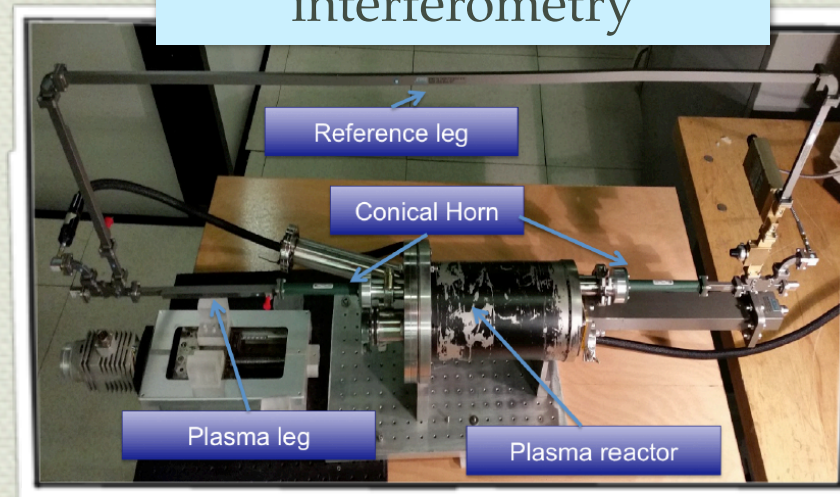 interferometry
Reference leg
Conical Horn
Plasma leg
Plasma reactor